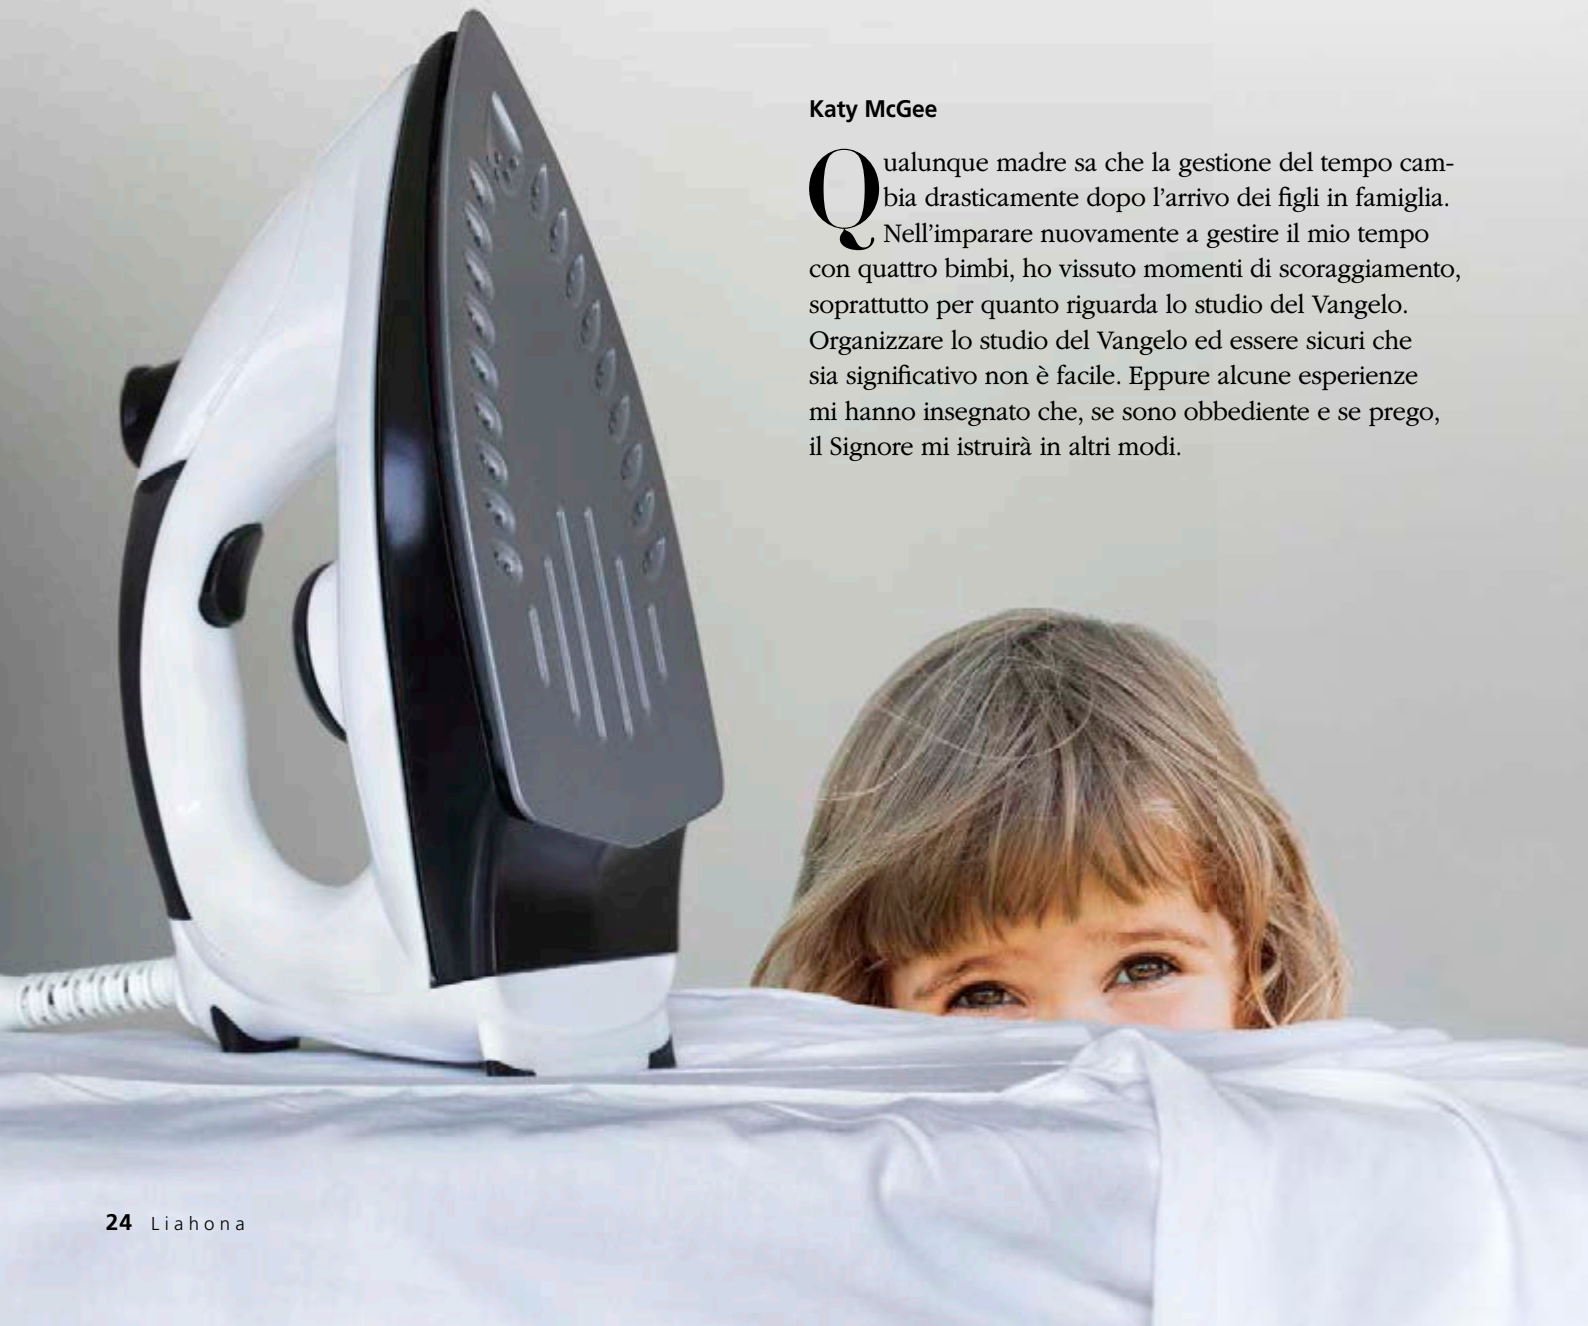 Katy McGee
Qualunque madre sa che la gestione del tempo cam-
bia drasticamente dopo l'arrivo dei figli in famiglia.
Nell'imparare nuovamente a gestire il mio tempo
con quattro bimbi, ho vissuto momenti di scoraggiamento,
soprattutto per quanto riguarda lo studio del Vangelo.
Organizzare lo studio del Vangelo ed essere sicuri che
sia significativo non è facile. Eppure alcune esperienze
mi hanno insegnato che, se sono obbediente e se prego,
il Signore mi istruirà in altri modi.
24 Liahona